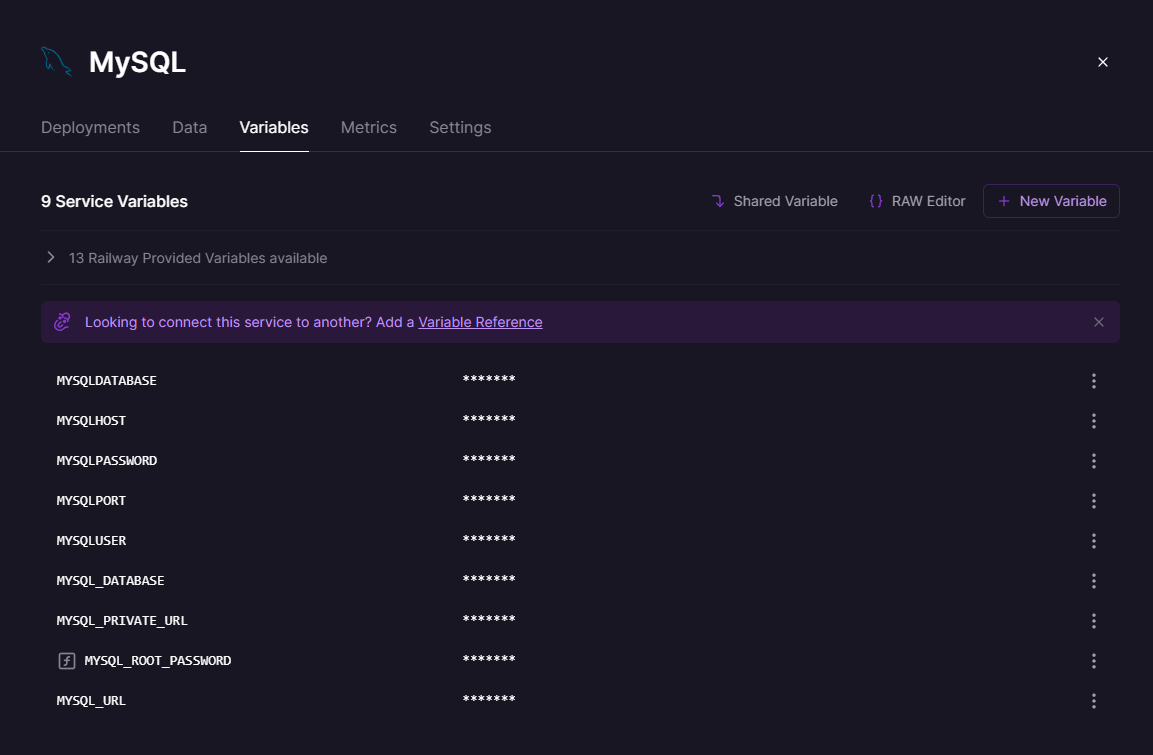 MySQL
Deployments Data Variables Metrics Settings
9 Service Variables Shared Variable {} RAW Editor + New Variable
13 Railway Provided Variables available
Looking to connect this service to another? Add a Variable Reference
MYSQLDATABASE *******
MYSQLHOST *******
MYSQLPASSWORD *******
MYSQLPORT *******
MYSQLUSER *******
MYSQL_DATABASE *******
MYSQL_PRIVATE_URL *******
MYSQL_ROOT_PASSWORD *******
MYSQL_URL *******